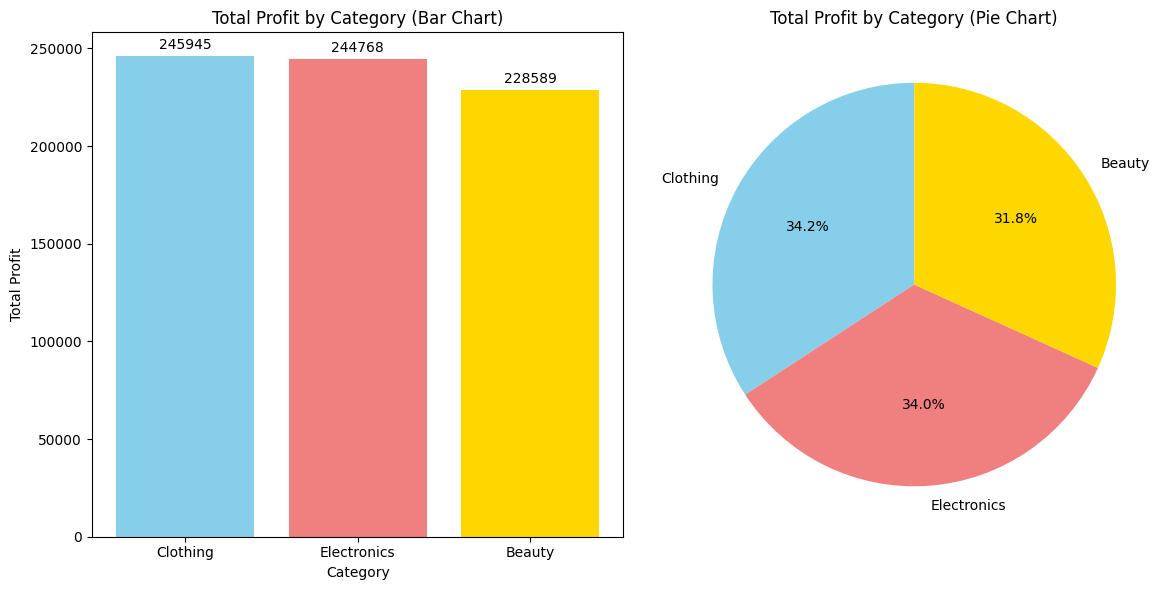 Total Profit by Category (Bar Chart)
Total Profit
250000
200000
150000
100000
50000
0
245945
244768
228589
Clothing
Electronics
Beauty
Category
Total Profit by Category (Pie Chart)
Clothing
34.2%
Electronics
34.0%
Beauty
31.8%